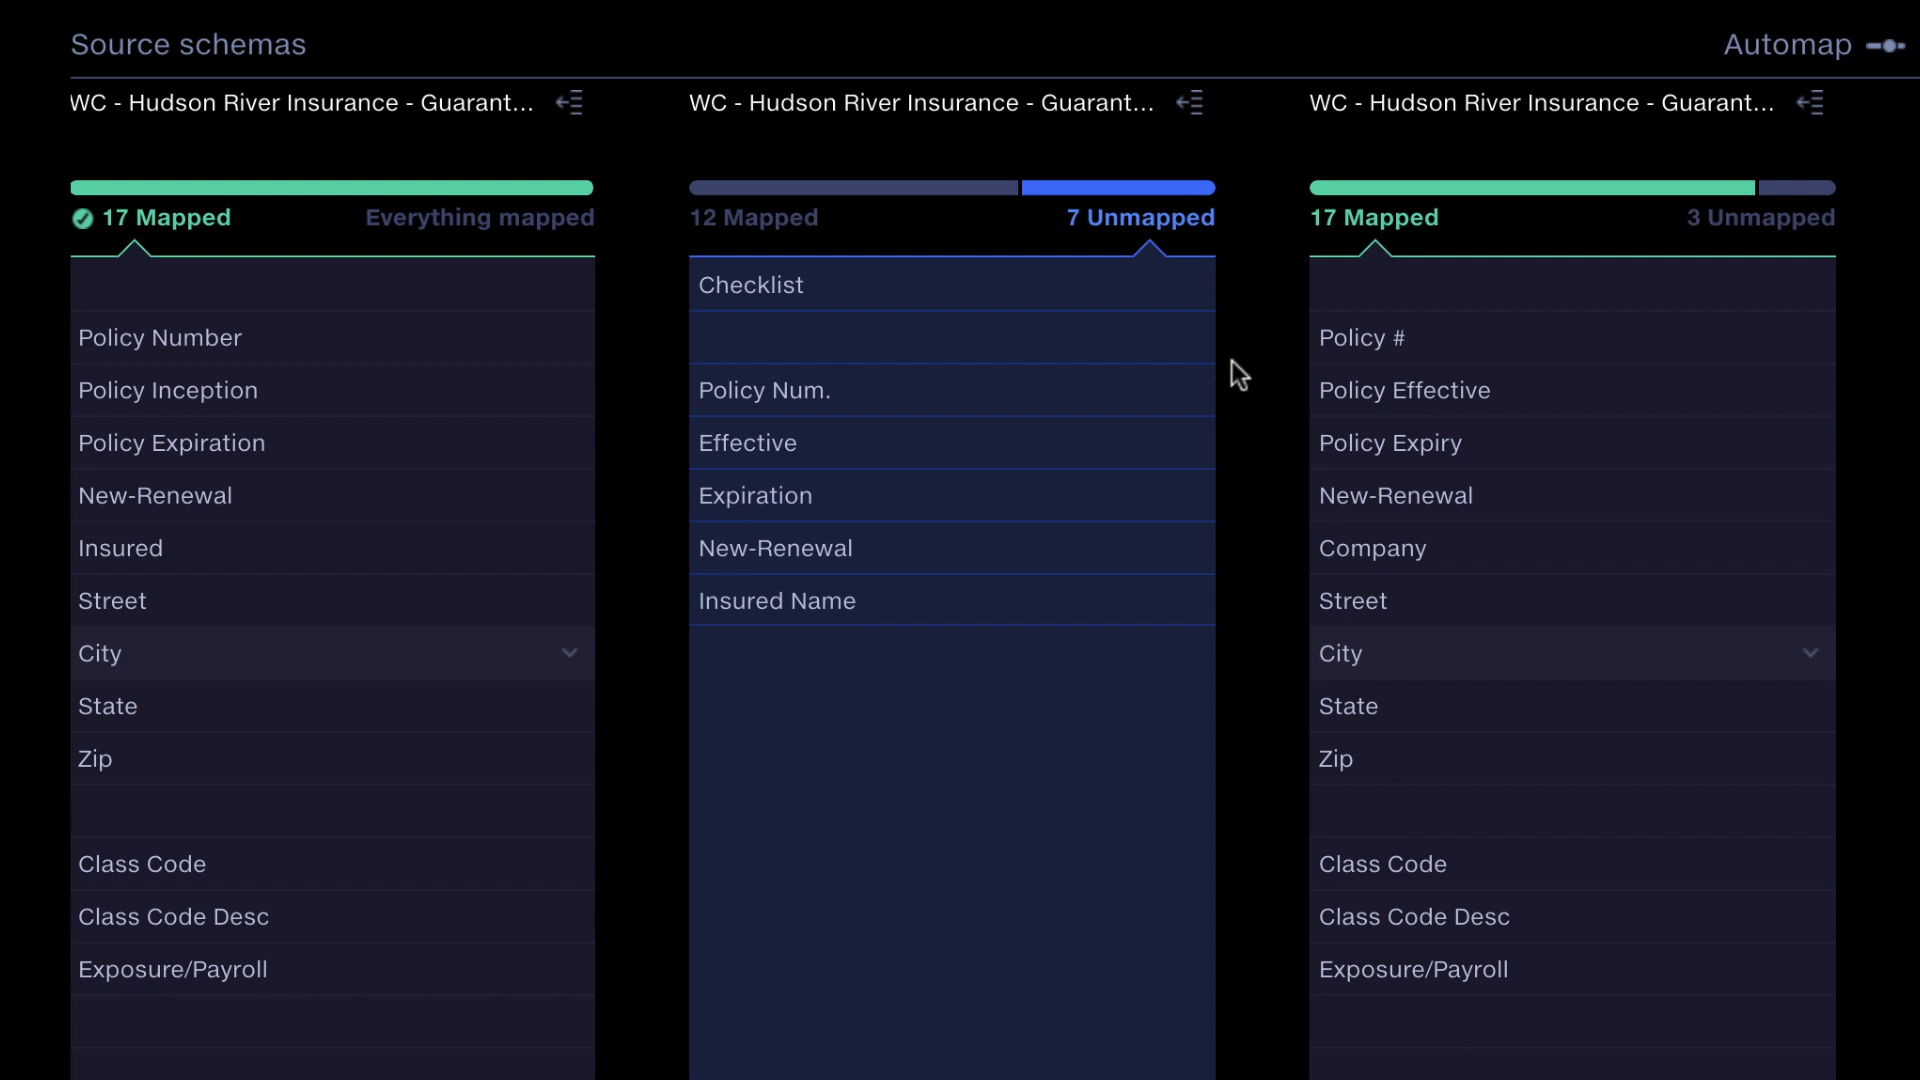 Source schemas
Automap
WC - Hudson River Insurance - Guarant...
17 Mapped
Everything mapped
Policy Number
Policy Inception
Policy Expiration
New-Renewal
Insured
Street
City
State
Zip
Class Code
Class Code Desc
Exposure/Payroll
WC - Hudson River Insurance - Guarant...
12 Mapped
7 Unmapped
Checklist
Policy Num.
Effective
Expiration
New-Renewal
Insured Name
WC - Hudson River Insurance - Guarant...
17 Mapped
3 Unmapped
Policy #
Policy Effective
Policy Expiry
New-Renewal
Company
Street
City
State
Zip
Class Code
Class Code Desc
Exposure/Payroll